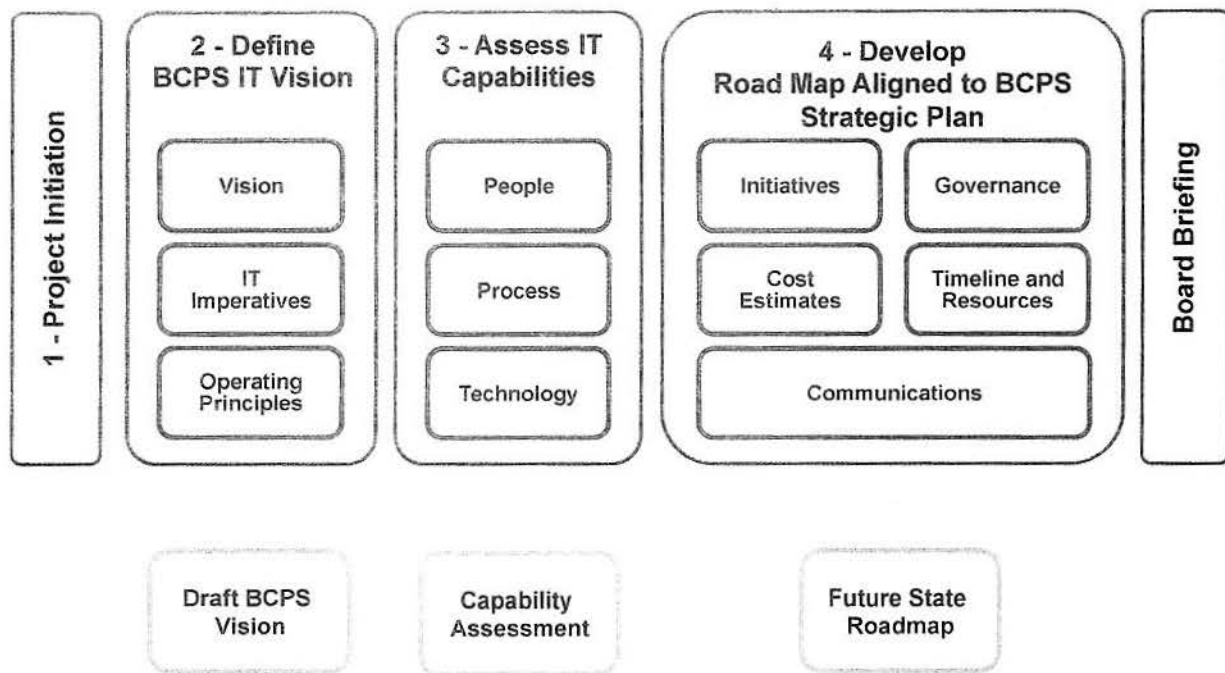 1 - Project Initiation
2 - Define
BCPS IT Vision
Vision
IT
Imperatives
Operating
Principles
3 - Assess IT
Capabilities
People
Process
Technology
4 - Develop
Road Map Aligned to BCPS
Strategic Plan
Initiatives
Governance
Cost
Estimates
Timeline and
Resources
Communications
Board Briefing
Draft BCPS
Vision
Capability
Assessment
Future State
Roadmap